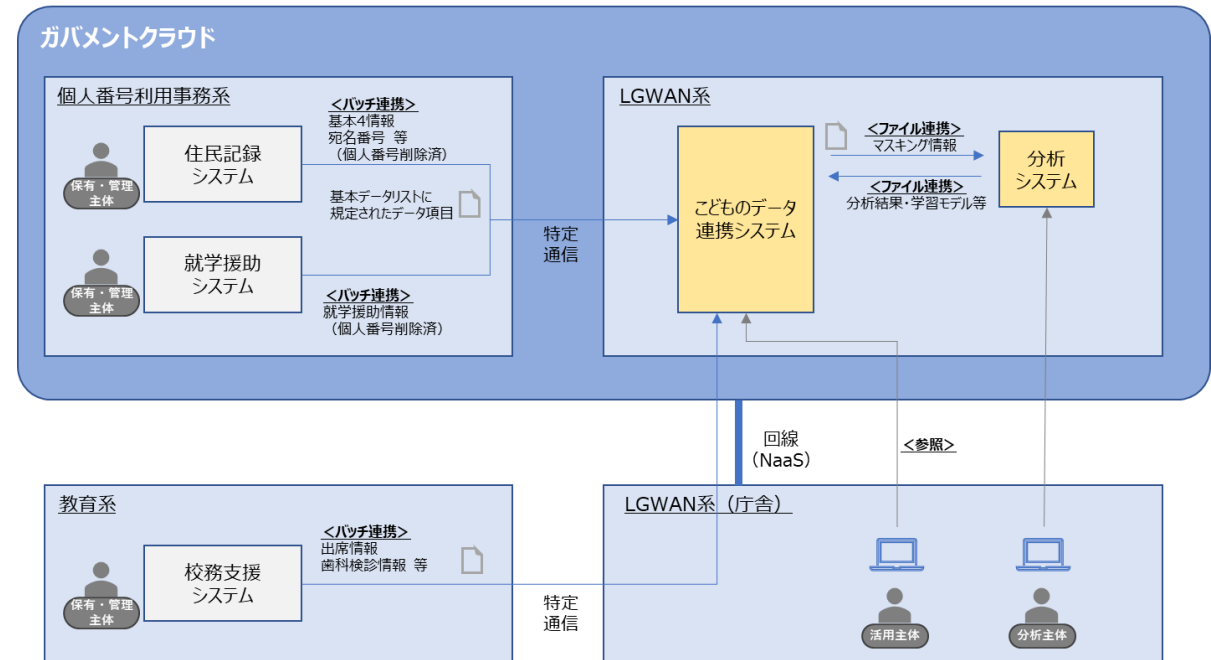 ガバメントクラウド
個人番号利用事務系
<バッチ連携>
基本4情報
宛名番号 等
(個人番号削除済)
住民記録
システム
保有・管理
主体
基本データリストに
規定されたデータ項目
就学援助
システム
保有・管理
主体
<バッチ連携>
就学援助情報
(個人番号削除済)
特定
通信
LGWAN系
こどものデータ
連携システム
<ファイル連携>
マスキング情報
<ファイル連携>
分析結果・学習モデル等
分析
システム
回線
(NaaS)
<参照>
教育系
<バッチ連携>
出席情報
歯科検診情報 等
校務支援
システム
保有・管理
主体
特定
通信
LGWAN系(庁舎)
活用主体
分析主体